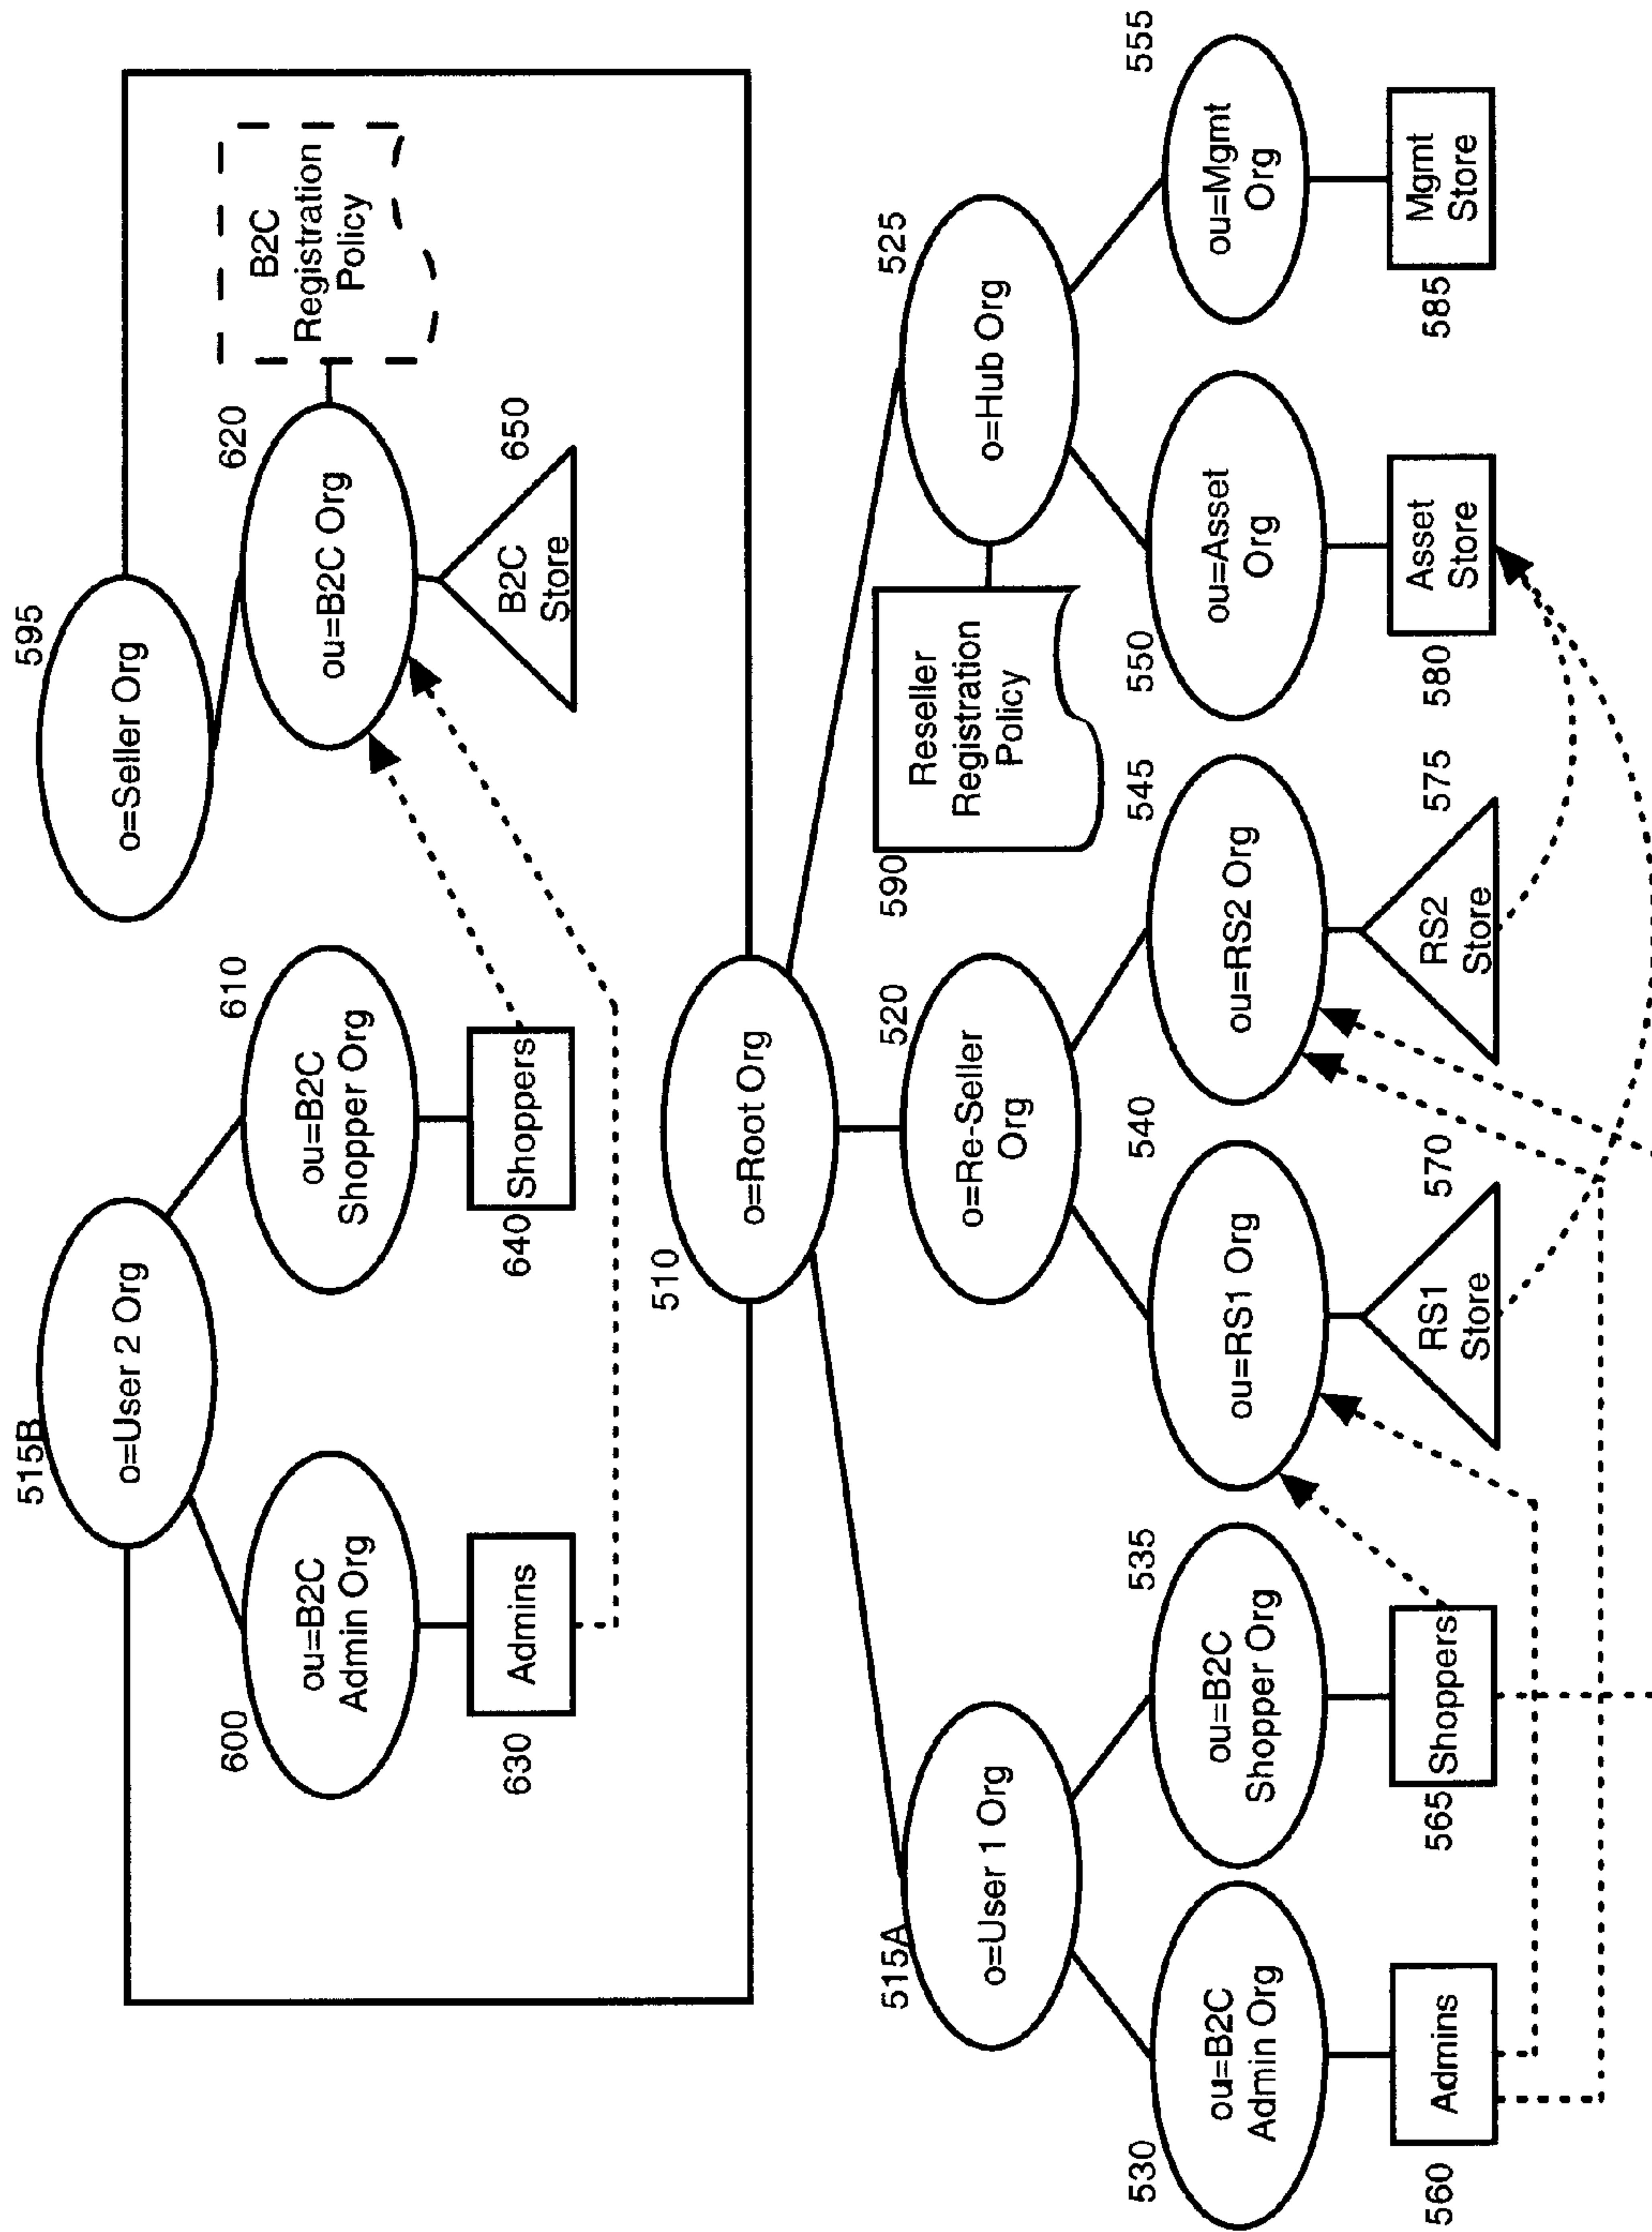 515B
o=User 2 Org
595
o=Seller Org
600
ou=B2C
Admin Org
610
ou=B2C
Shopper Org
620
ou=B2C Org
B2C
Registration
Policy
630
Admins
640
Shoppers
B2C
Store
650
510
o=Root Org
515A
o=User 1 Org
520
o=Re-Seller
Org
590
Reseller
Registration
Policy
525
o=Hub Org
530
ou=B2C
Admin Org
535
ou=B2C
Shopper Org
540
ou=RS1 Org
545
ou=RS2 Org
550
ou=Asset
Org
555
ou=Mgmt
Org
560
Admins
565
Shoppers
570
RS1
Store
575
RS2
Store
580
Asset
Store
585
Mgmt
Store